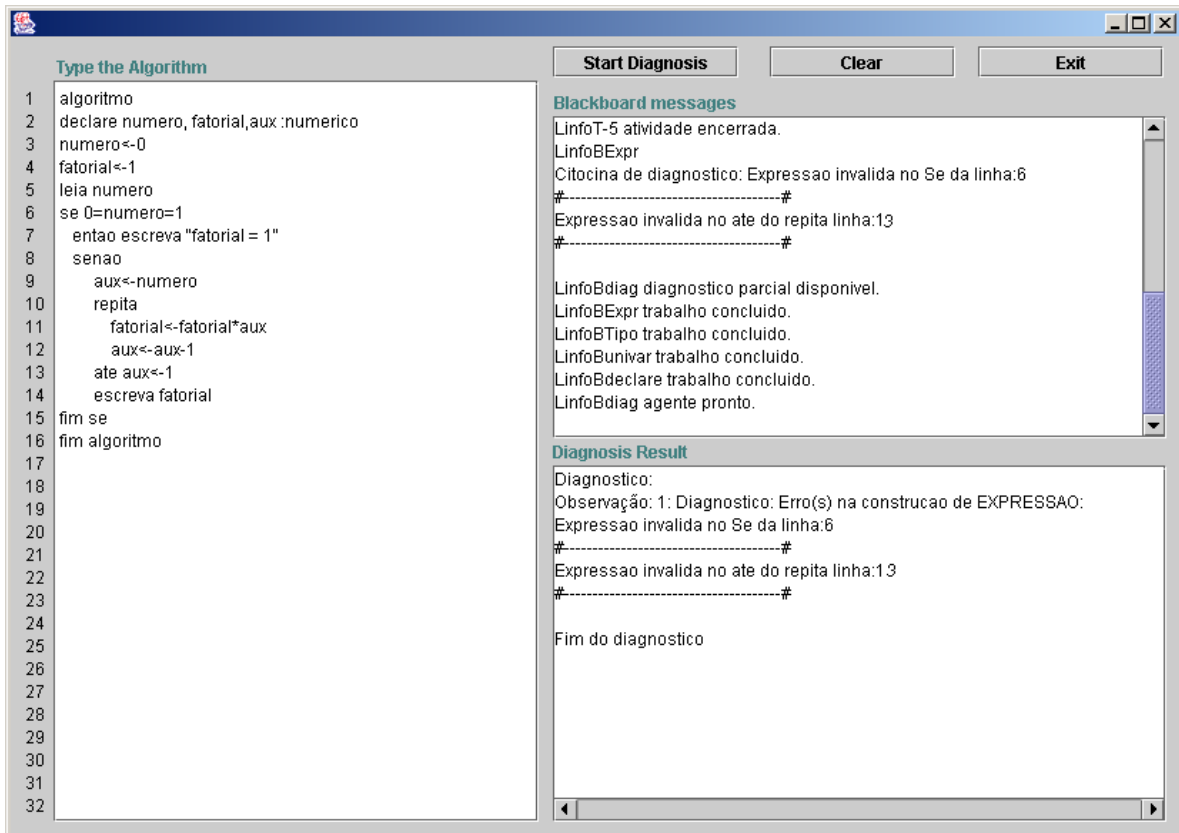 Type the Algorithm
1 algoritmo
2 declare numero, fatorial,aux :numerico
3 numero<-0
4 fatorial<-1
5 leia numero
6 se 0=numero=1
7 entao escreva "fatorial = 1"
8 senao
9 aux<-numero
10 repita
11 fatorial<-fatorial*aux
12 aux<-aux-1
13 ate aux<-1
14 escreva fatorial
15 fim se
16 fim algoritmo
17
18
19
20
21
22
23
24
25
26
27
28
29
30
31
32
Start Diagnosis
Clear
Exit
Blackboard messages
LinfoT-5 atividade encerrada.
LinfoBExpr
Citocina de diagnostico: Expressao invalida no Se da linha:6
#------------------------------------#
Expressao invalida no ate do repita linha:13
#------------------------------------#
LinfoBdiag diagnostico parcial disponivel.
LinfoBExpr trabalho concluido.
LinfoBTipo trabalho concluido.
LinfoBunivar trabalho concluido.
LinfoBdeclare trabalho concluido.
LinfoBdiag agente pronto.
Diagnosis Result
Diagnostico:
Observação: 1: Diagnostico: Erro(s) na construcao de EXPRESSAO:
Expressao invalida no Se da linha:6
#------------------------------------#
Expressao invalida no ate do repita linha:13
#------------------------------------#
Fim do diagnostico